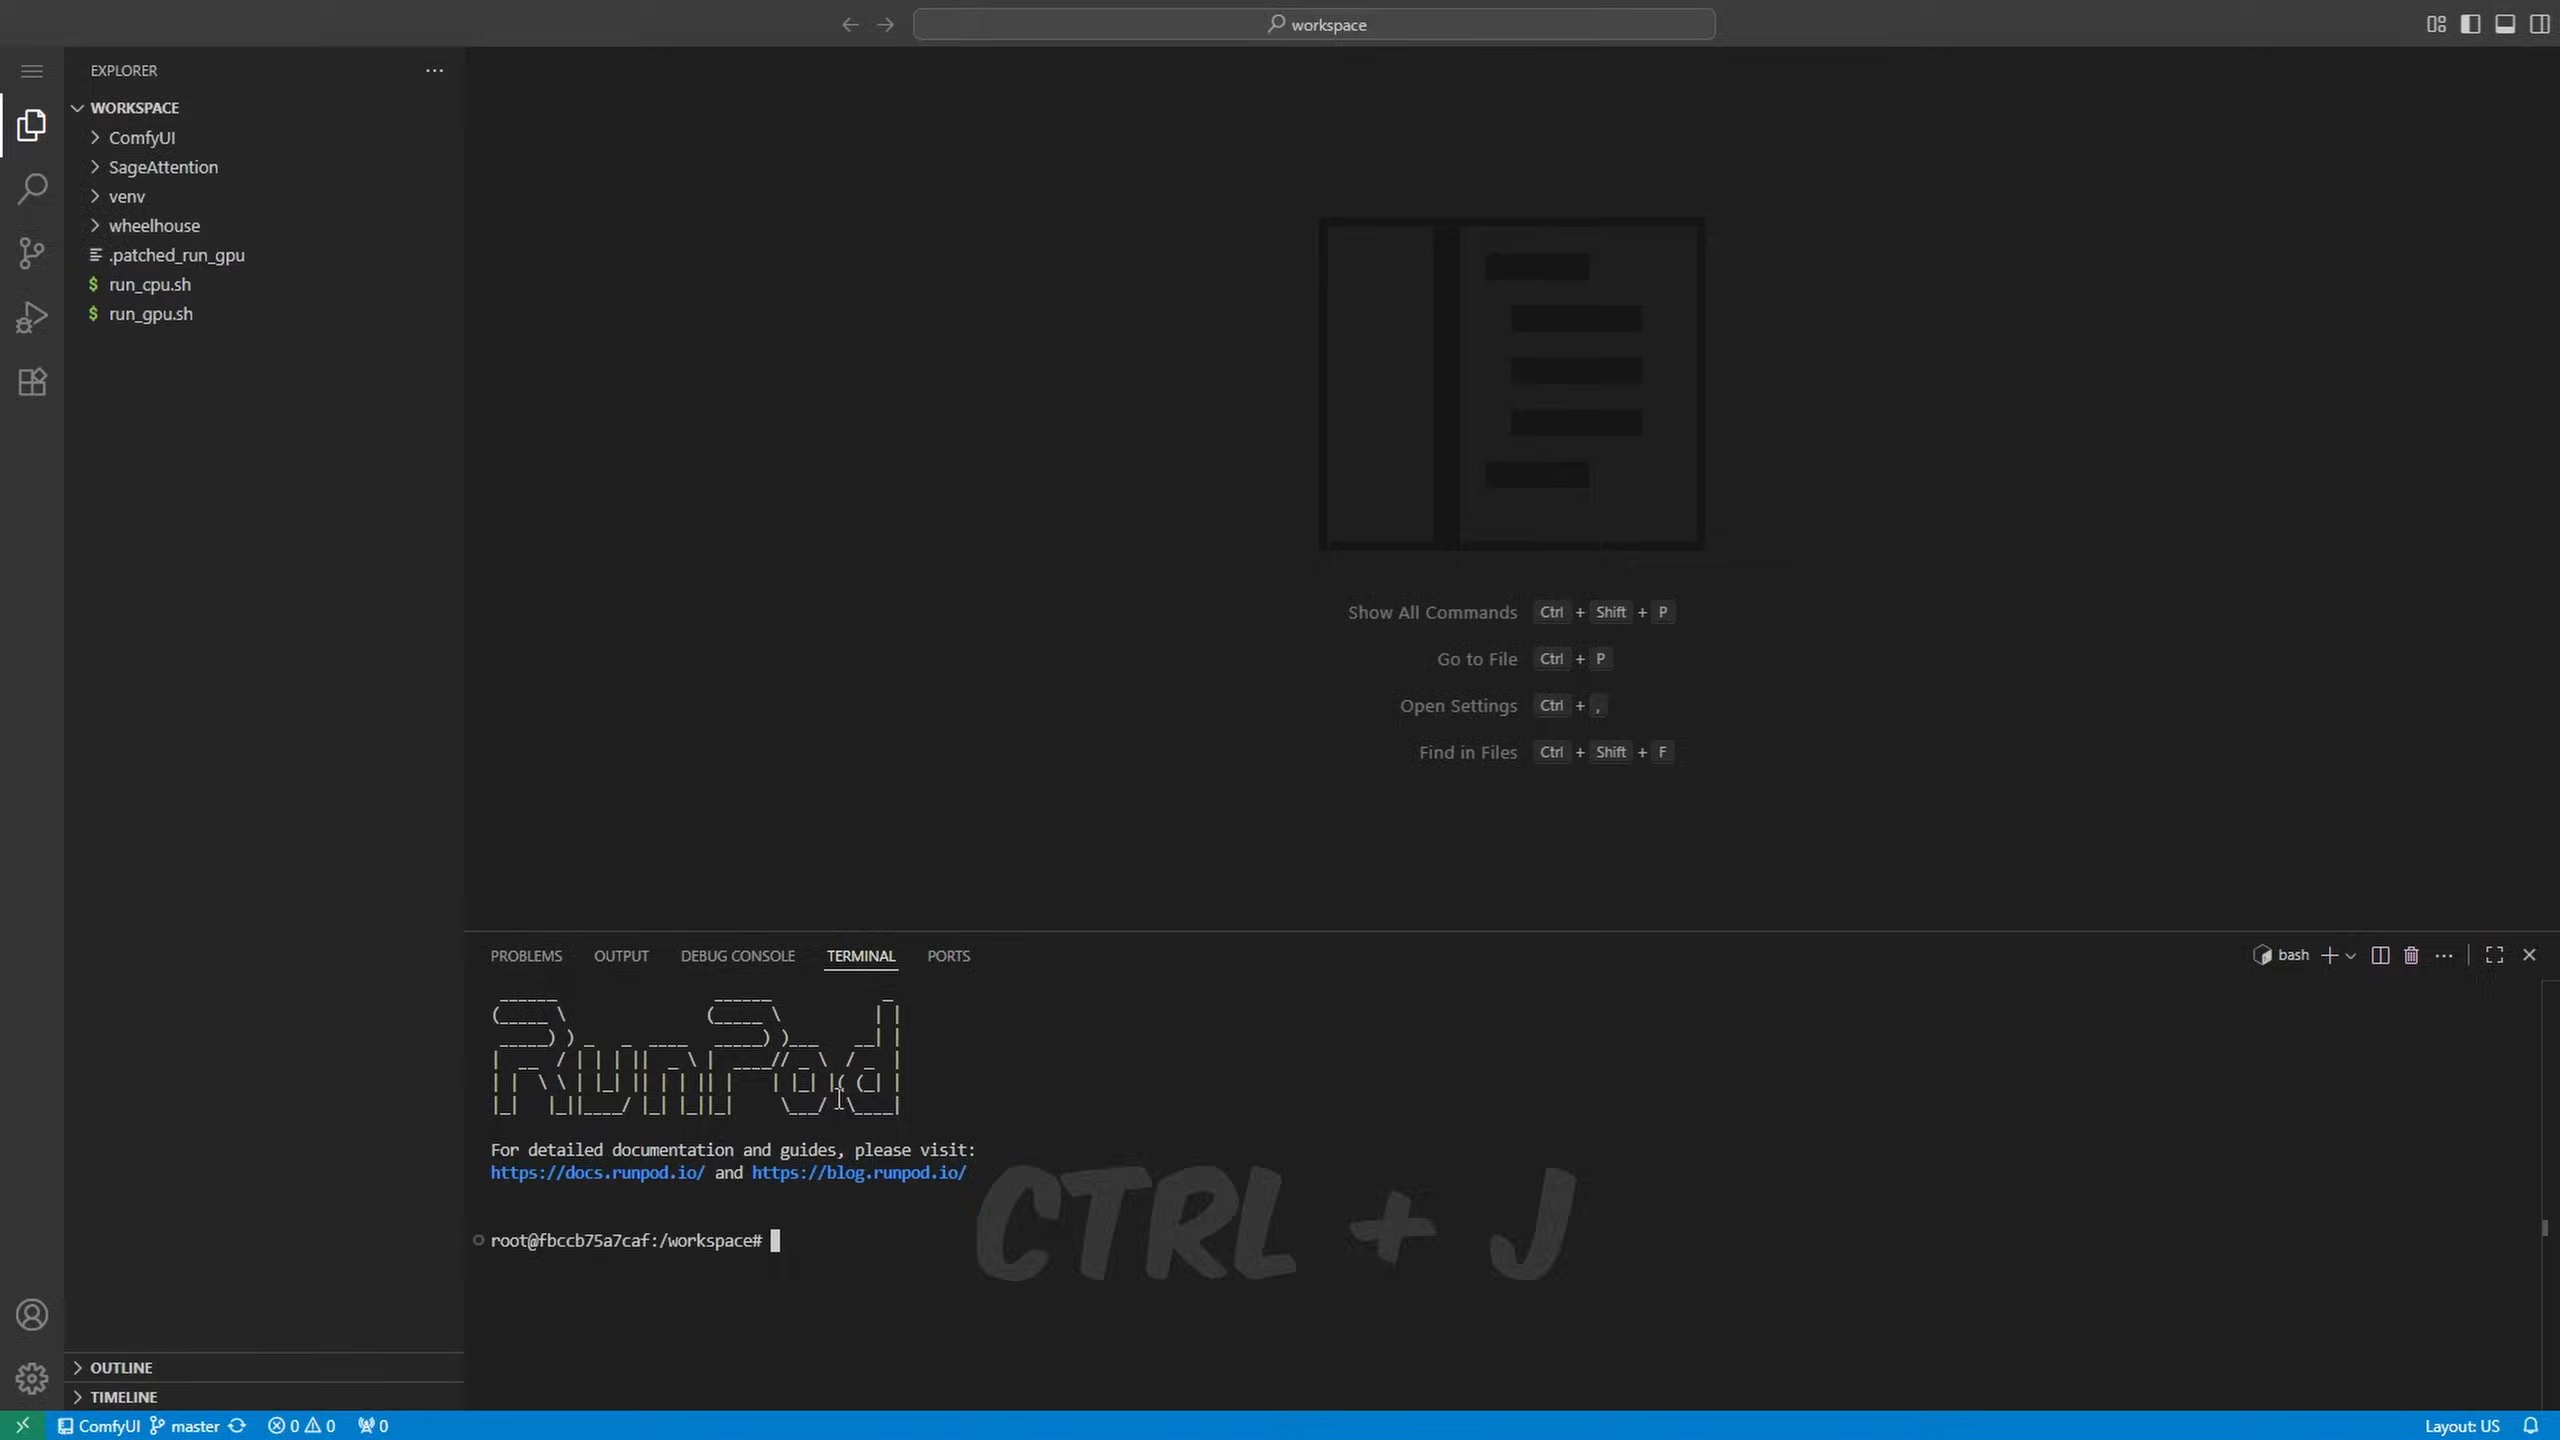 workspace
EXPLORER
WORKSPACE
ComfyUI
SageAttention
venv
wheelhouse
.patched_run_gpu
$ run_cpu.sh
$ run_gpu.sh
Show All Commands Ctrl + Shift + P
Go to File Ctrl + P
Open Settings Ctrl + ,
Find in Files Ctrl + Shift + F
PROBLEMS OUTPUT DEBUG CONSOLE TERMINAL PORTS
bash
RunPod
For detailed documentation and guides, please visit:
https://docs.runpod.io/ and https://blog.runpod.io/
root@fbccb75a7caf:/workspace#
CTRL + J
OUTLINE
TIMELINE
ComfyUI master 0 0 0
Layout: US